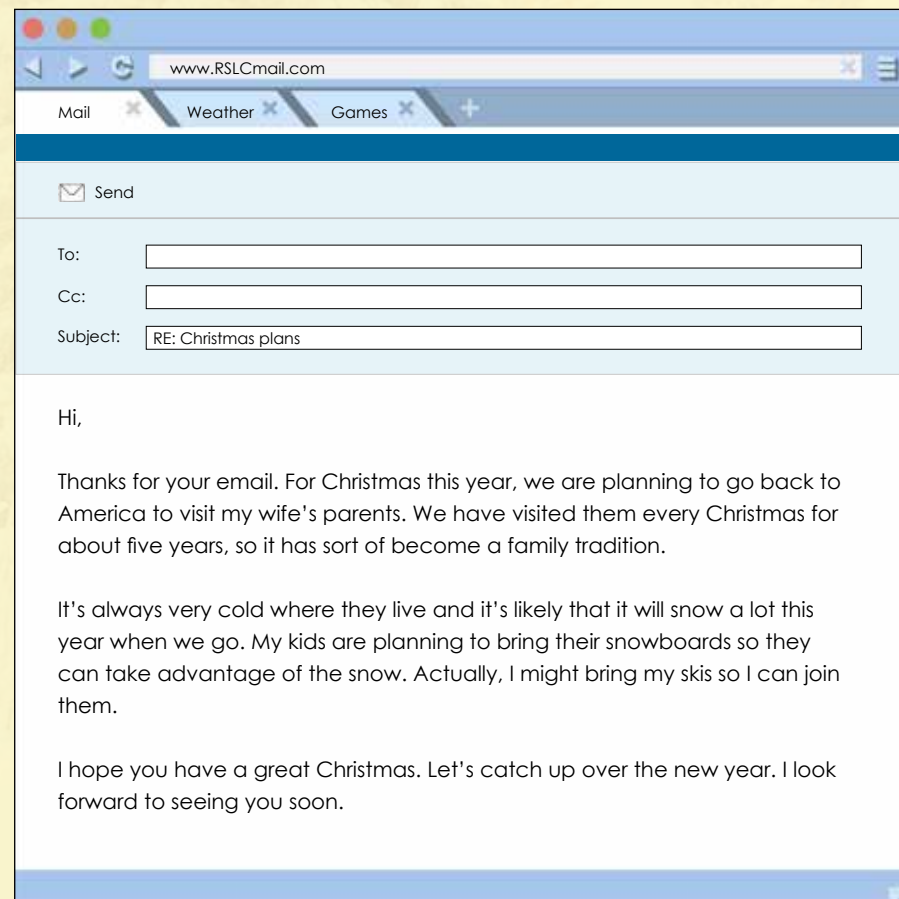 www.RSLCmail.com
Mail Weather Games
Send
To:
Cc:
Subject: RE: Christmas plans
Hi,
Thanks for your email. For Christmas this year, we are planning to go back to
America to visit my wife’s parents. We have visited them every Christmas for
about five years, so it has sort of become a family tradition.
It’s always very cold where they live and it’s likely that it will snow a lot this
year when we go. My kids are planning to bring their snowboards so they
can take advantage of the snow. Actually, I might bring my skis so I can join
them.
I hope you have a great Christmas. Let’s catch up over the new year. I look
forward to seeing you soon.